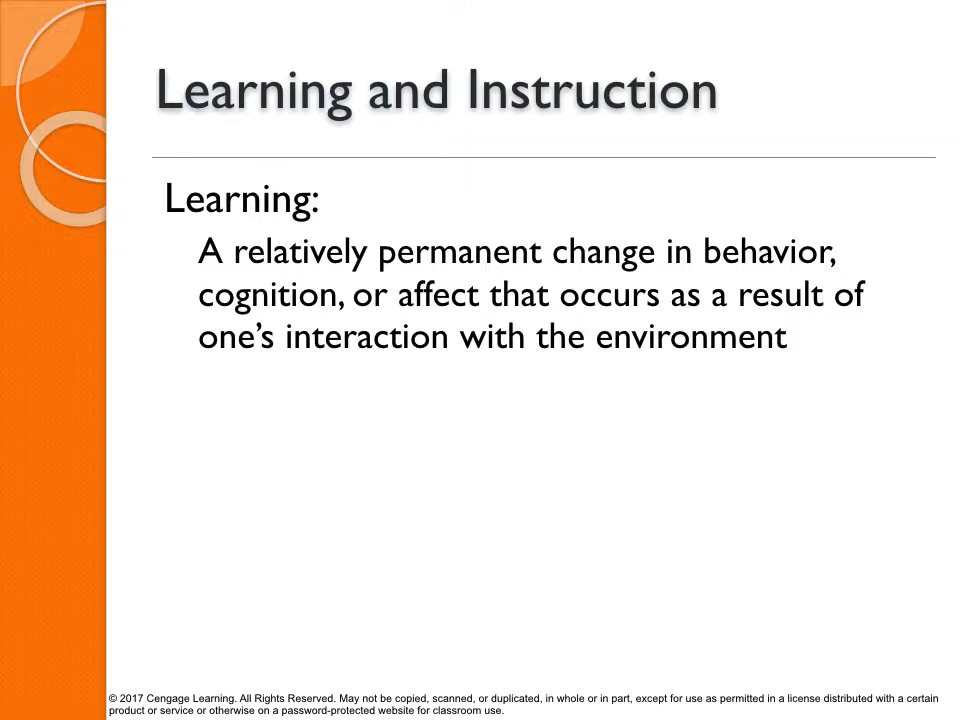 Learning and Instruction
Learning:
A relatively permanent change in behavior,
cognition, or affect that occurs as a result of
one’s interaction with the environment
© 2017 Cengage Learning. All Rights Reserved. May not be copied, scanned, or duplicated, in whole or in part, except for use as permitted in a license distributed with a certain
product or service or otherwise on a password-protected website for classroom use.